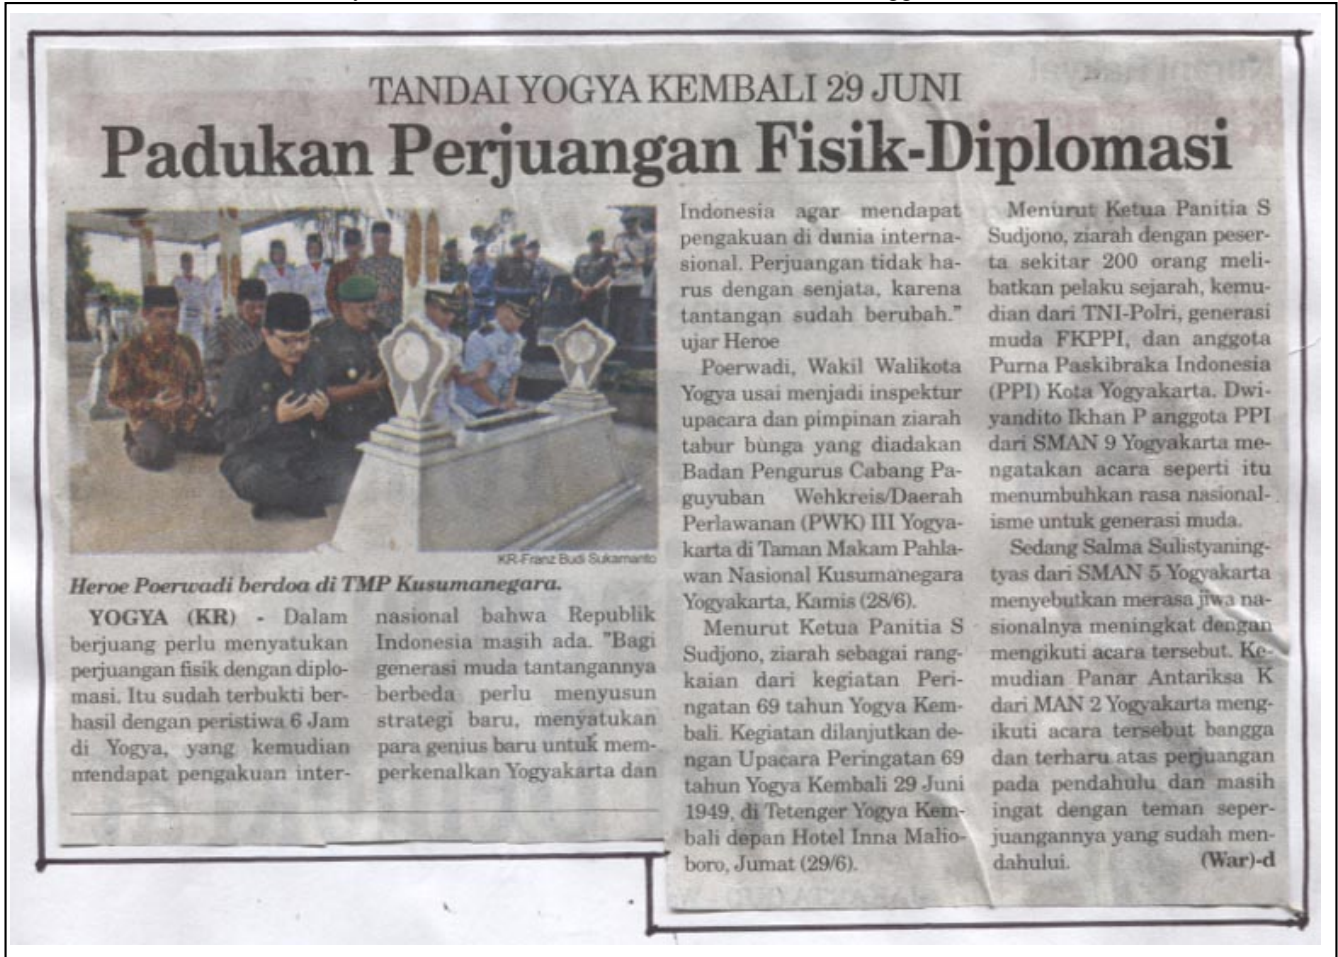 TANDAI YOGYA KEMBALI 29 JUNI
Padukan Perjuangan Fisik-Diplomasi
KR-Franz Budi Sukamanto
Heroe Poerwadi berdoa di TMP Kusumanegara.
YOGYA (KR) - Dalam
berjuang perlu menyatukan
perjuangan fisik dengan diplo-
masi. Itu sudah terbukti ber-
hasil dengan peristiwa 6 Jam
di Yogya, yang kemudian
mendapat pengakuan inter-
nasional bahwa Republik
Indonesia masih ada. "Bagi
generasi muda tantangannya
berbeda perlu menyusun
strategi baru, menyatukan
para genius baru untuk mem-
perkenalkan Yogyakarta dan
Indonesia agar mendapat
pengakuan di dunia interna-
sional. Perjuangan tidak ha-
rus dengan senjata, karena
tantangan sudah berubah."
ujar Heroe
Poerwadi, Wakil Walikota
Yogya usai menjadi inspektur
upacara dan pimpinan ziarah
tabur bunga yang diadakan
Badan Pengurus Cabang Pa-
guyuban Wehkreis/Daerah
Perlawanan (PWK) III Yogya-
karta di Taman Makam Pahla-
wan Nasional Kusumanegara
Yogyakarta, Kamis (28/6).
Menurut Ketua Panitia S
Sudjono, ziarah sebagai rang-
kaian dari kegiatan Peri-
ngatan 69 tahun Yogya Kem-
bali. Kegiatan dilanjutkan de-
ngan Upacara Peringatan 69
tahun Yogya Kembali 29 Juni
1949, di Tetenger Yogya Kem-
bali depan Hotel Inna Malio-
boro, Jumat (29/6).
Menurut Ketua Panitia S
Sudjono, ziarah dengan peser-
ta sekitar 200 orang meli-
batkan pelaku sejarah, kemu-
dian dari TNI-Polri, generasi
muda FKPPI, dan anggota
Purna Paskibraka Indonesia
(PPI) Kota Yogyakarta. Dwi-
yandito Ikhan P anggota PPI
dari SMAN 9 Yogyakarta me-
ngatakan acara seperti itu
menumbuhkan rasa nasional-
isme untuk generasi muda.
Sedang Salma Sulistyaning-
tyas dari SMAN 5 Yogyakarta
menyebutkan merasa jiwa na-
sionalnya meningkat dengan
mengikuti acara tersebut. Ke-
mudian Panar Antariksa K
dari MAN 2 Yogyakarta meng-
ikuti acara tersebut bangga
dan terharu atas perjuangan
pada pendahulu dan masih
ingat dengan teman seper-
juangannya yang sudah men-
dahului. (War)-d